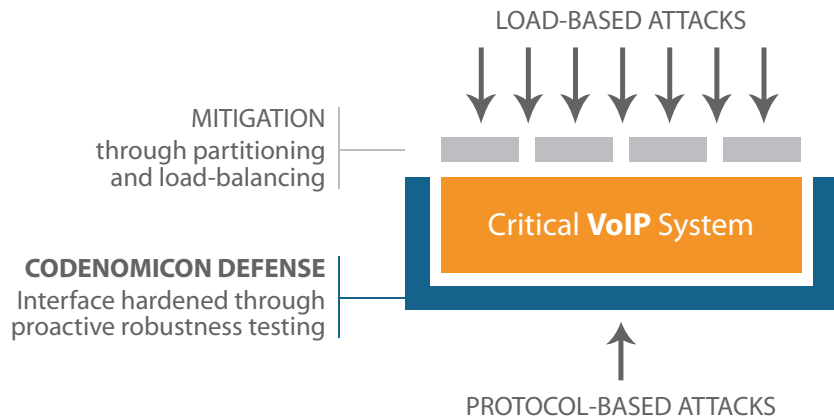 LOAD-BASED ATTACKS
MITIGATION
through partitioning
and load-balancing
Critical VoIP System
CODENOMICON DEFENSE
Interface hardened through
proactive robustness testing
PROTOCOL-BASED ATTACKS